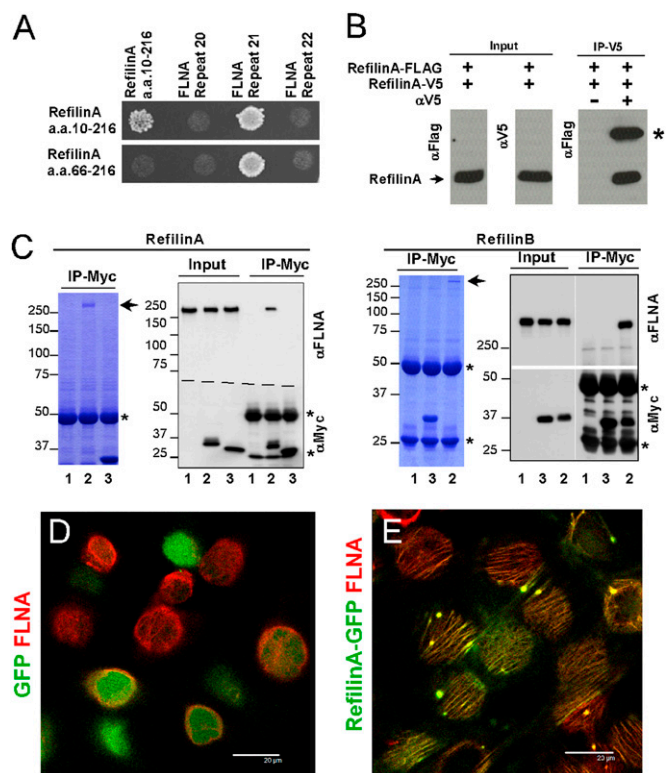 A
RefilinA
a.a.10-216
FLNA
Repeat 20
FLNA
Repeat 21
FLNA
Repeat 22
RefilinA
a.a.10-216
RefilinA
a.a.66-216
B
Input
IP-V5
RefilinA-FLAG + + + +
RefilinA-V5 + + + +
αV5 - +
αFlag
αV5
αFlag
*
RefilinA
C
RefilinA
IP-Myc
Input IP-Myc
250
150
100
75
50 *
37
1 2 3
250
150
100
75
50 *
37
25 *
1 2 3 1 2 3
αFLNA
αMyc
RefilinB
IP-Myc
Input IP-Myc
250
150
100
75
50 *
37
25 *
1 3 2
250
50 *
37
25 *
1 3 2 1 3 2
αFLNA
αMyc
D
GFP FLNA
20 µm
E
RefilinA-GFP FLNA
20 µm